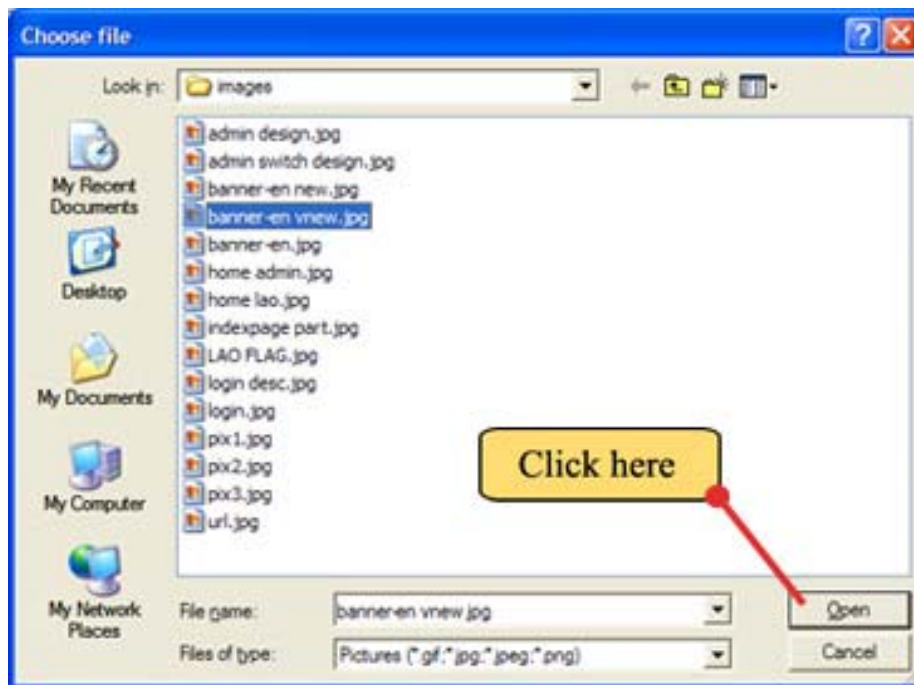 Choose file
Look in: images
My Recent
Documents
Desktop
My Documents
My Computer
My Network
Places
admin design.jpg
admin switch design.jpg
banner-en new.jpg
banner-en vnew.jpg
banner-en.jpg
home admin.jpg
home lao.jpg
indexpage part.jpg
LAO FLAG.jpg
login desc.jpg
login.jpg
pix1.jpg
pix2.jpg
pix3.jpg
url.jpg
Click here
File name: banner-en vnew.jpg Open
Files of type: Pictures (*.gf;*.jpg;*.jpeg;*.png) Cancel